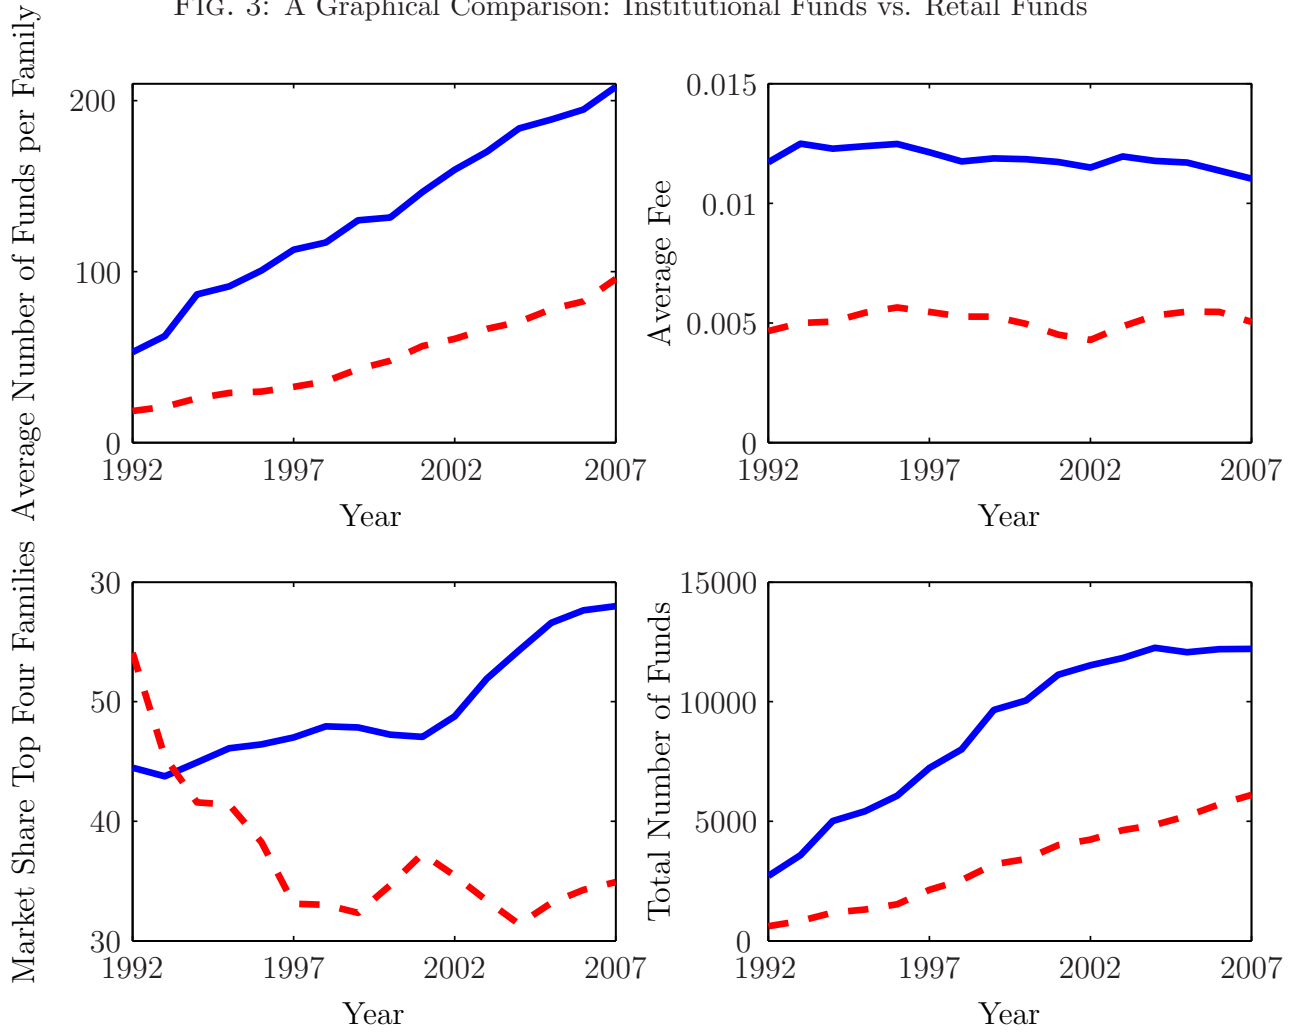 FIG. 3: A Graphical Comparison: Institutional Funds vs. Retail Funds
Average Number of Funds per Family
200
100
0
1992 1997 2002 2007
Year
Average Fee
0.015
0.01
0.005
0
1992 1997 2002 2007
Year
Market Share Top Four Families
30
50
40
30
1992 1997 2002 2007
Year
Total Number of Funds
15000
10000
5000
0
1992 1997 2002 2007
Year